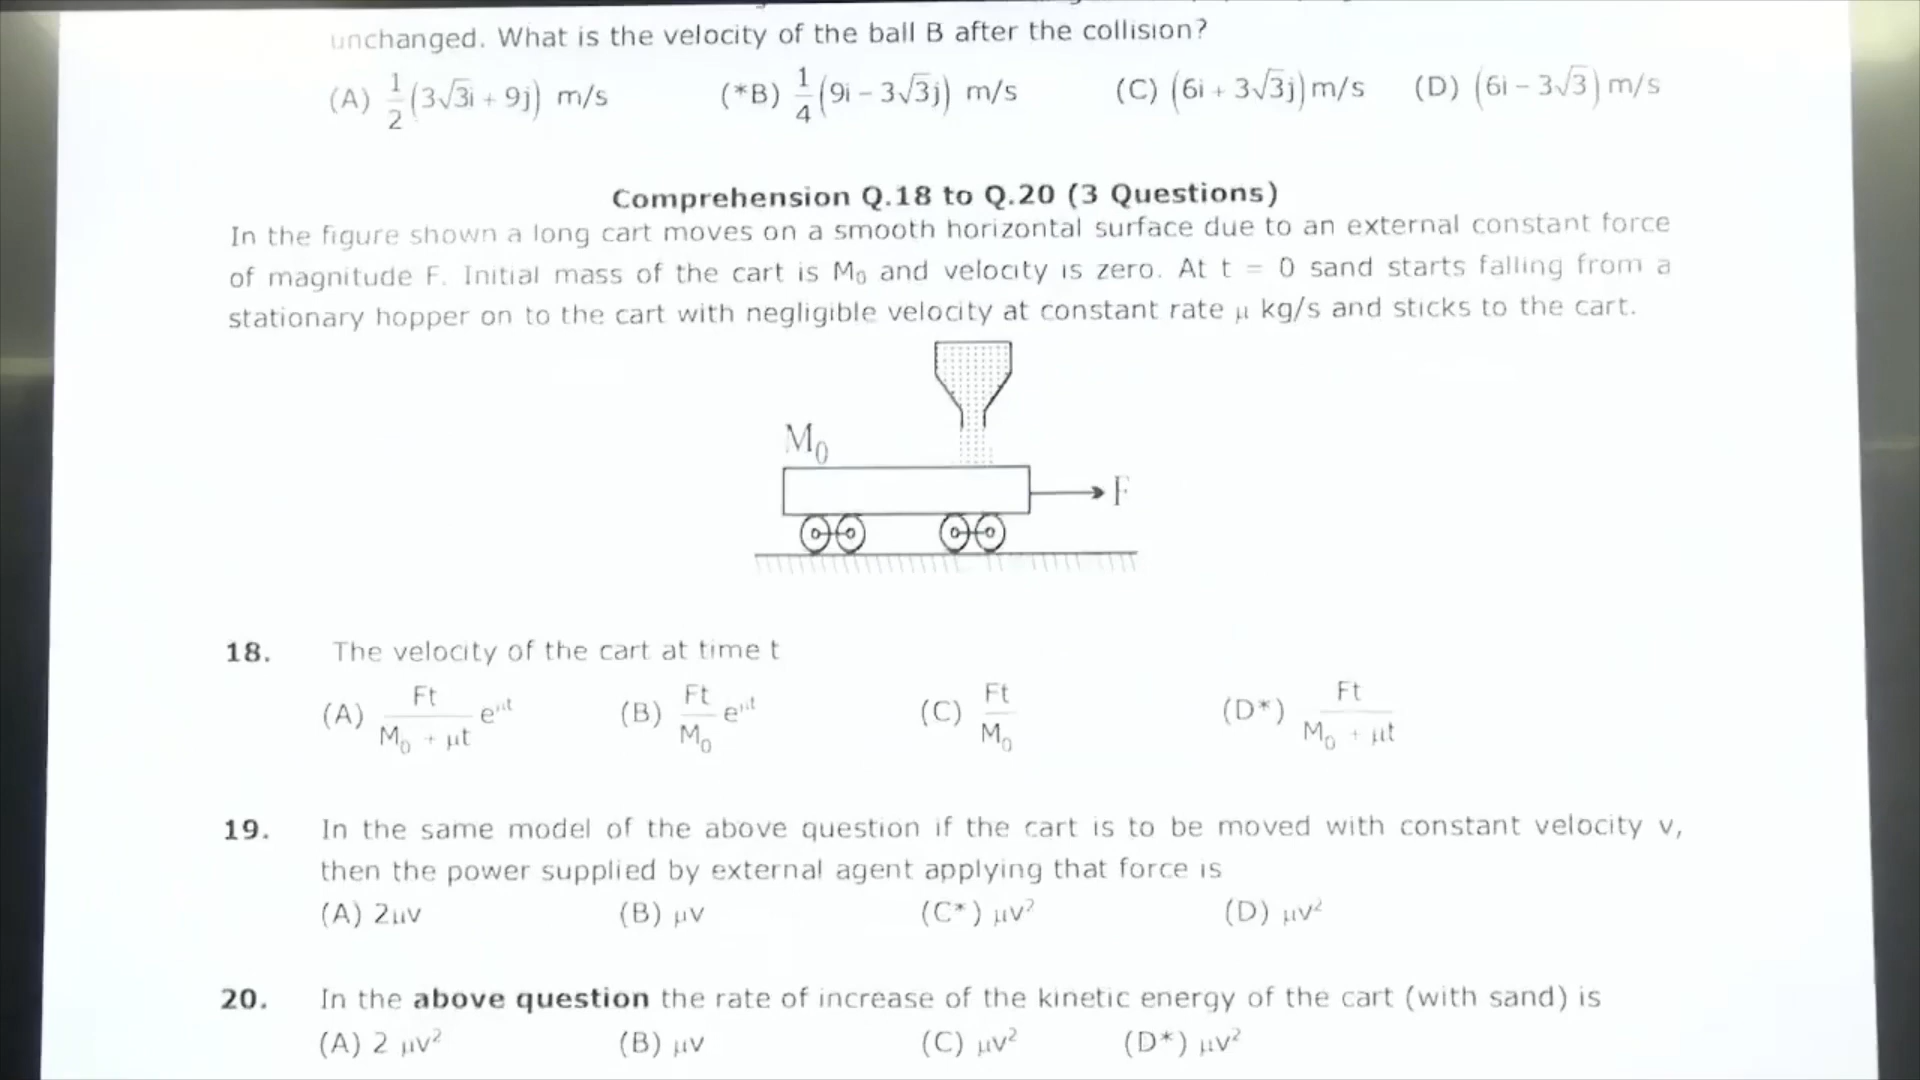 unchanged. What is the velocity of the ball B after the collision?
(A) 1/2 (3√3i + 9j) m/s (*B) 1/4 (9i – 3√3j) m/s (C) (6i + 3√3j) m/s (D) (6i – 3√3) m/s
Comprehension Q.18 to Q.20 (3 Questions)
In the figure shown a long cart moves on a smooth horizontal surface due to an external constant force
of magnitude F. Initial mass of the cart is M₀ and velocity is zero. At t = 0 sand starts falling from a
stationary hopper on to the cart with negligible velocity at constant rate μ kg/s and sticks to the cart.
M₀
F
18. The velocity of the cart at time t
(A) Ft/(M₀ + μt) e^μt (B) Ft/M₀ e^μt (C) Ft/M₀ (D*) Ft/(M₀ + μt)
19. In the same model of the above question if the cart is to be moved with constant velocity v,
then the power supplied by external agent applying that force is
(A) 2μv (B) μv (C*) μv² (D) μv²
20. In the above question the rate of increase of the kinetic energy of the cart (with sand) is
(A) 2 μv² (B) μv (C) μv² (D*) μv²